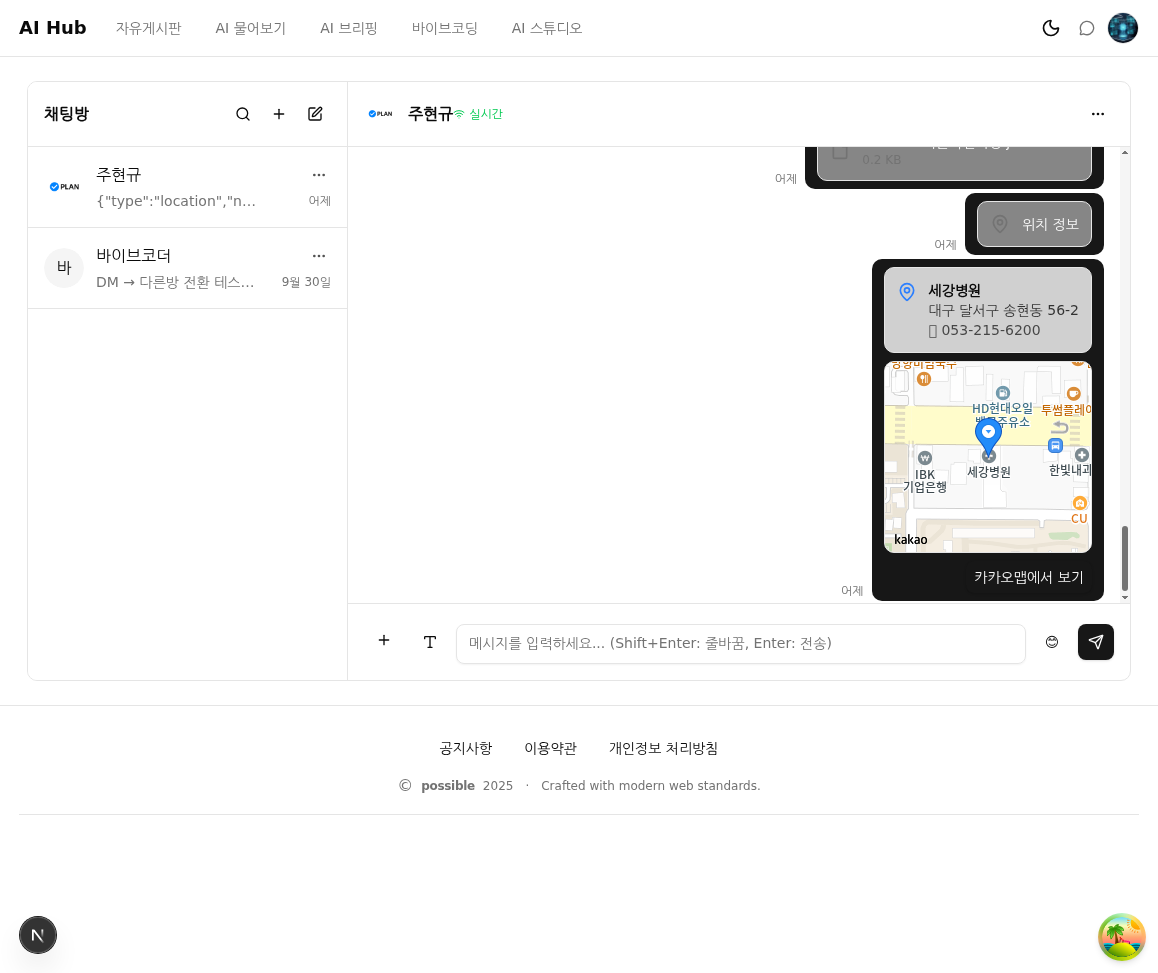 AI Hub
자유게시판
AI 물어보기
AI 브리핑
바이브코딩
AI 스튜디오
채팅방
PLAN
주현규
실시간
PLAN
주현규
{"type":"location","n...
어제
바
바이브코더
DM → 다른방 전환 테스...
9월 30일
0.2 KB
어제
위치 정보
어제
세강병원
대구 달서구 송현동 56-2
053-215-6200
HD현대오일
투썸플레이
세강병원
한빛내과
IBK
기업은행
CU
kakao
카카오맵에서 보기
어제
T
메시지를 입력하세요... (Shift+Enter: 줄바꿈, Enter: 전송)
공지사항
이용약관
개인정보 처리방침
© possible 2025 · Crafted with modern web standards.
N